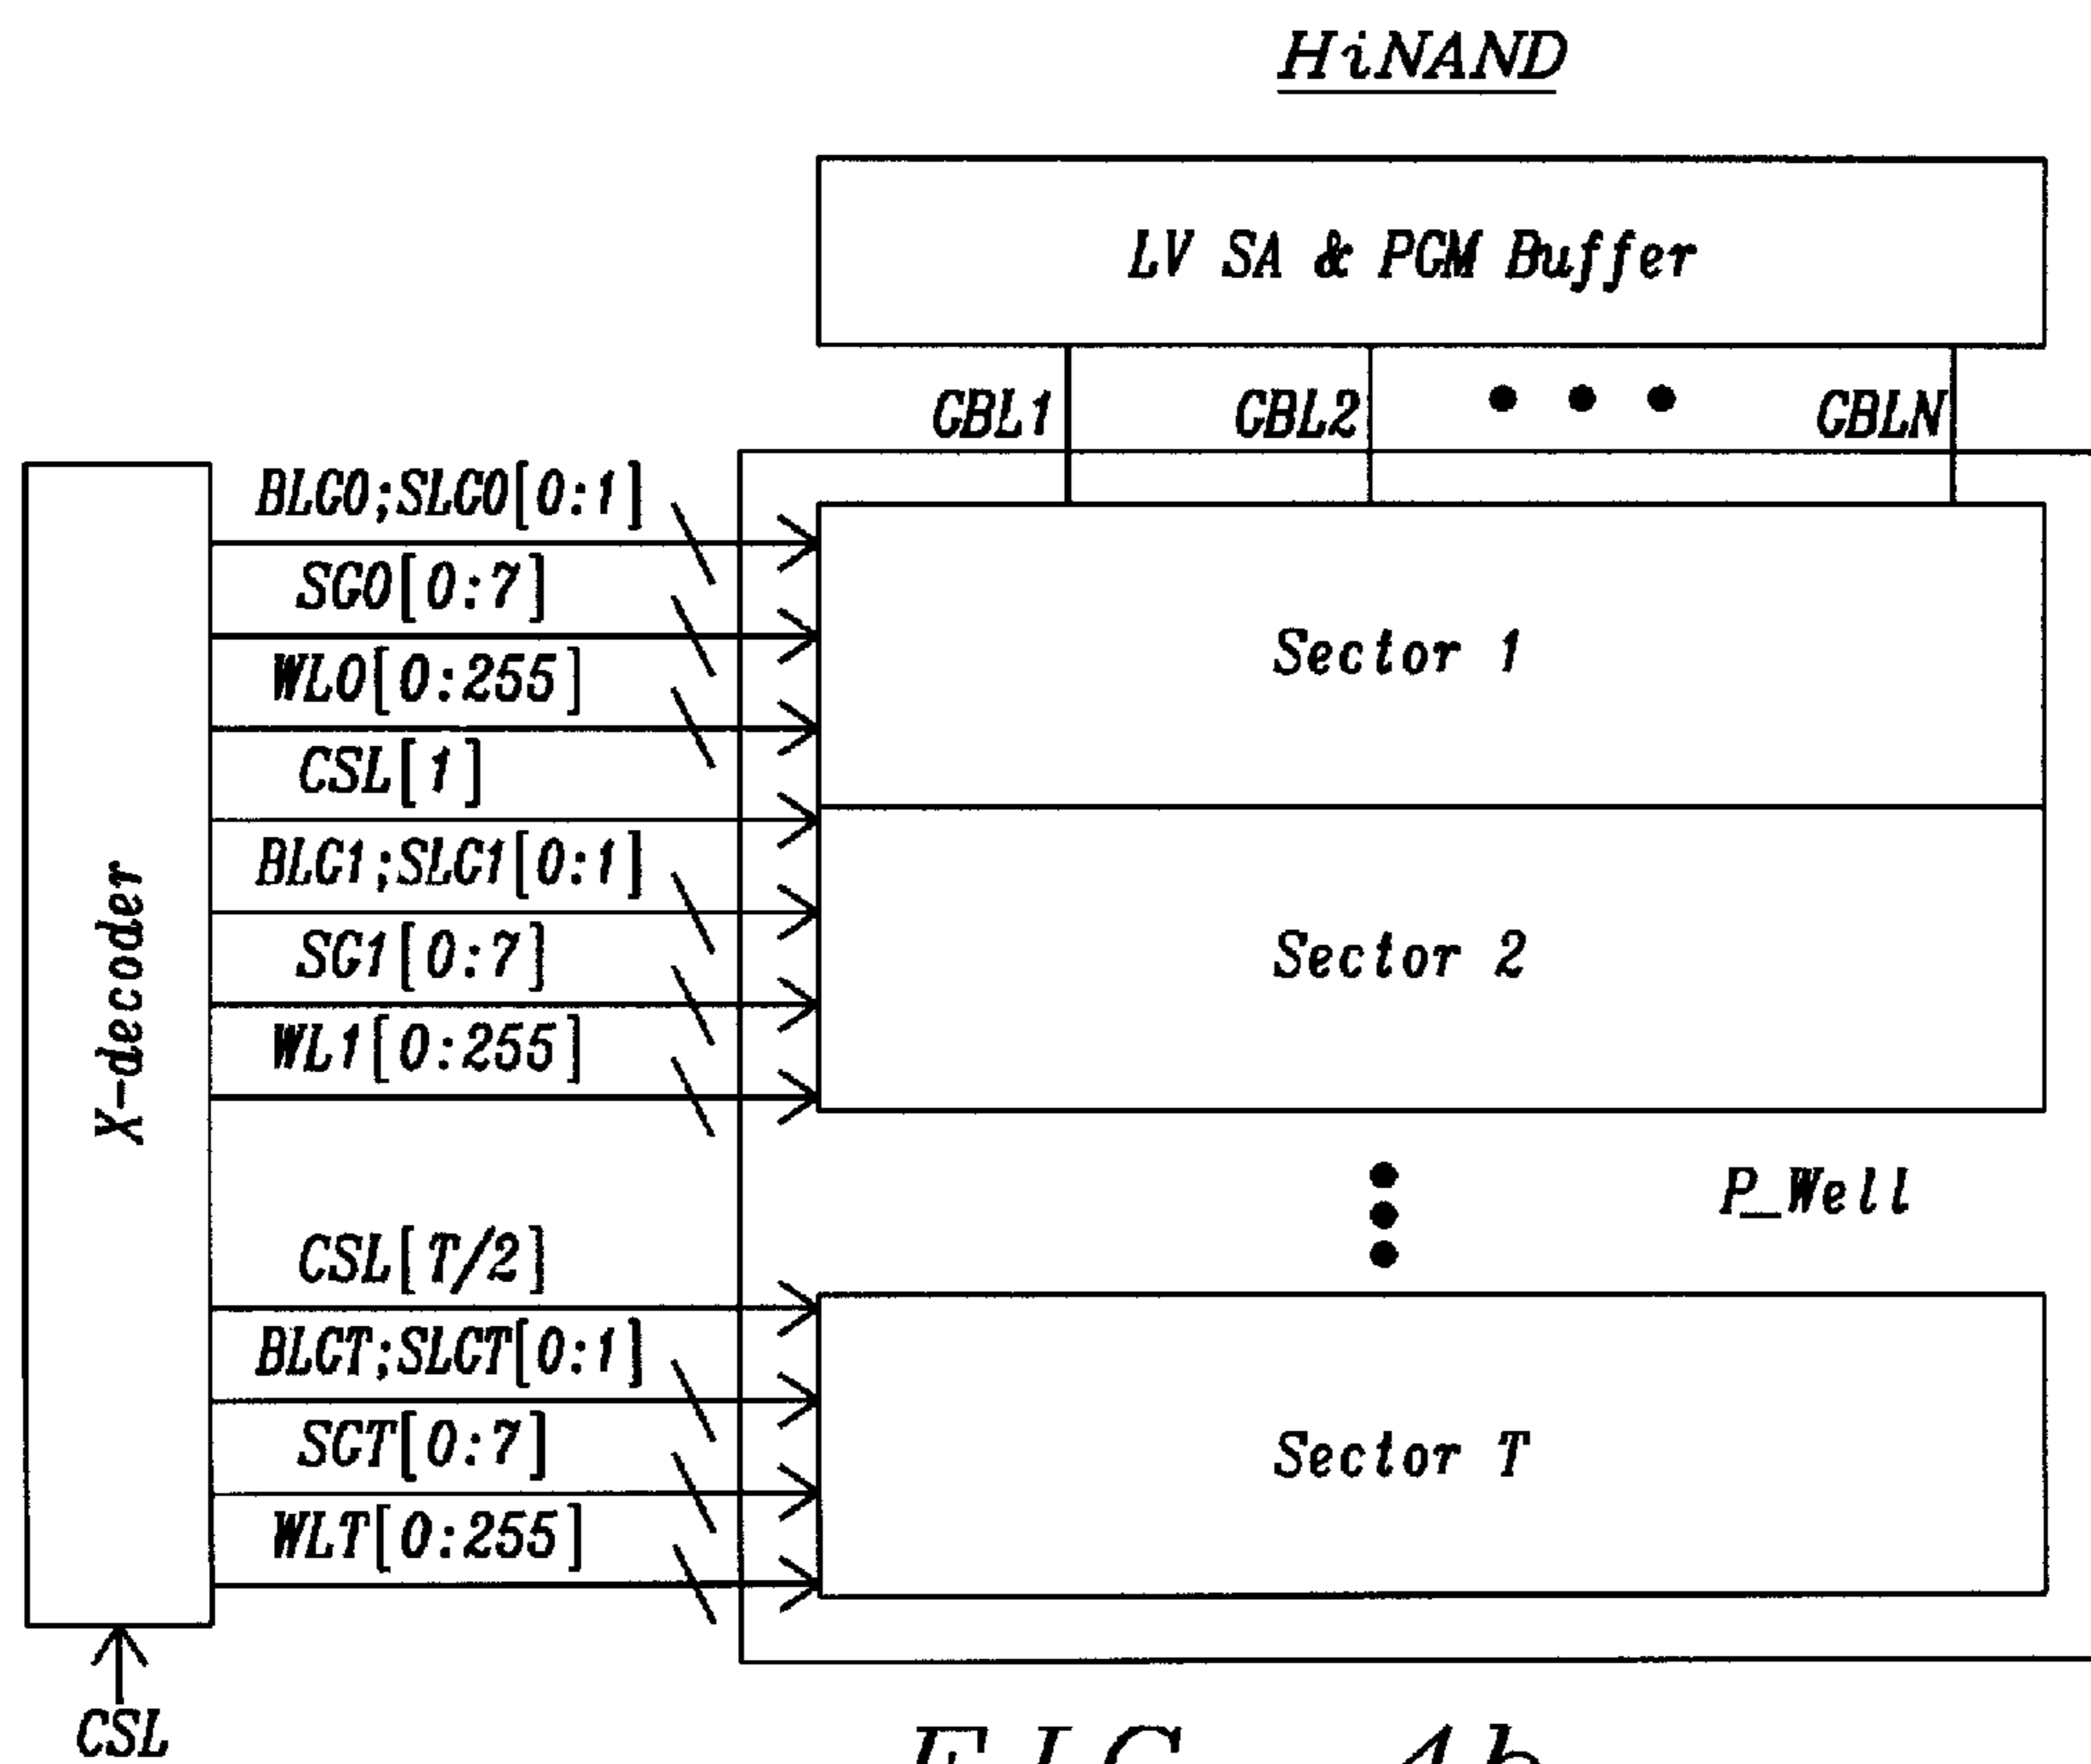 HiNAND
LV SA & PGM Buffer
GBL1 GBL2 GBLN
BLG0;SLG0[0:1]
SG0[0:7]
WL0[0:255]
CSL[1]
BLG1;SLG1[0:1]
SG1[0:7]
WL1[0:255]
CSL[T/2]
BLGT;SLGT[0:1]
SGT[0:7]
WLT[0:255]
X-decoder
Sector 1
Sector 2
P_Well
Sector T
CSL
FIG. 4b